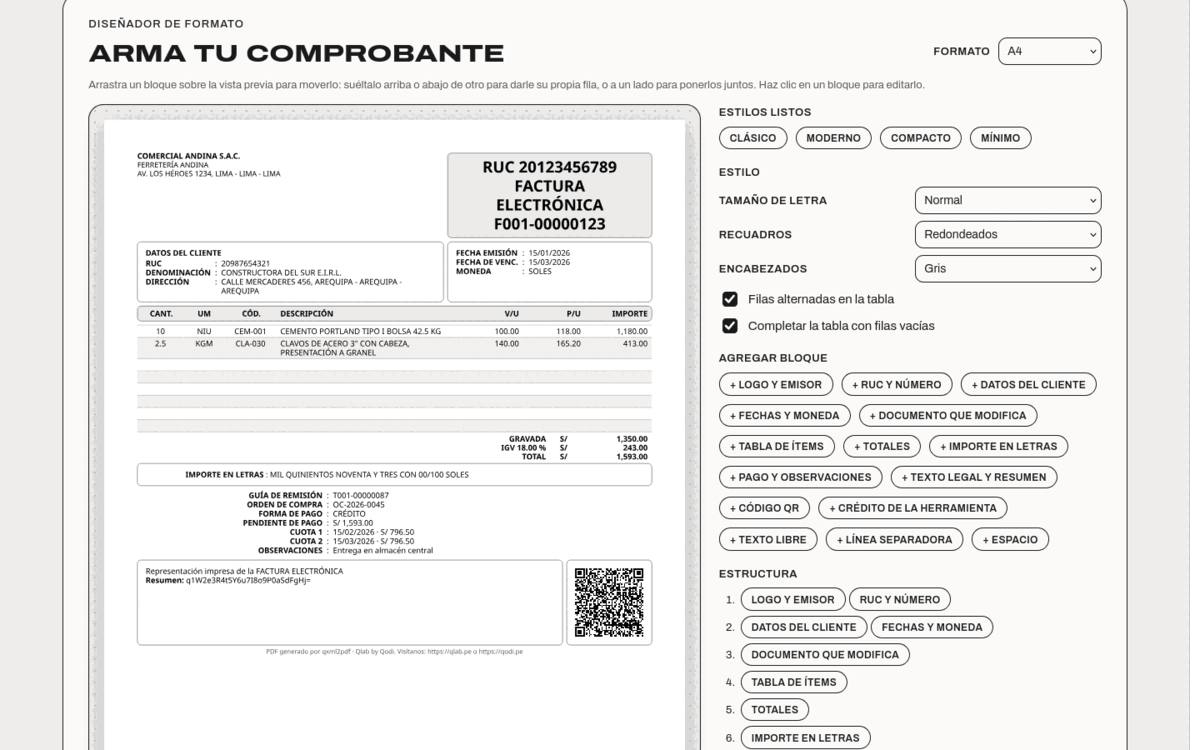 DISEÑADOR DE FORMATO
ARMA TU COMPROBANTE
FORMATO A4
Arrastra un bloque sobre la vista previa para moverlo: suéltalo arriba o abajo de otro para darle su propia fila, o a un lado para ponerlos juntos. Haz clic en un bloque para editarlo.
COMERCIAL ANDINA S.A.C.
FERRETERÍA ANDINA
AV. LOS HÉROES 1234, LIMA - LIMA - LIMA
RUC 20123456789
FACTURA
ELECTRÓNICA
F001-00000123
DATOS DEL CLIENTE
RUC : 20987654321
DENOMINACIÓN : CONSTRUCTORA DEL SUR E.I.R.L.
DIRECCIÓN : CALLE MERCADERES 456, AREQUIPA - AREQUIPA -
AREQUIPA
FECHA EMISIÓN : 15/01/2026
FECHA DE VENC. : 15/03/2026
MONEDA : SOLES
CANT. UM CÓD. DESCRIPCIÓN V/U P/U IMPORTE
10 NIU CEM-001 CEMENTO PORTLAND TIPO I BOLSA 42.5 KG 100.00 118.00 1,180.00
2.5 KGM CLA-030 CLAVOS DE ACERO 3" CON CABEZA, 140.00 165.20 413.00
PRESENTACIÓN A GRANEL
GRAVADA S/ 1,350.00
IGV 18.00 % S/ 243.00
TOTAL S/ 1,593.00
IMPORTE EN LETRAS : MIL QUINIENTOS NOVENTA Y TRES CON 00/100 SOLES
GUÍA DE REMISIÓN : T001-00000087
ORDEN DE COMPRA : OC-2026-0045
FORMA DE PAGO : CRÉDITO
PENDIENTE DE PAGO : S/ 1,593.00
CUOTA 1 : 15/02/2026 · S/ 796.50
CUOTA 2 : 15/03/2026 · S/ 796.50
OBSERVACIONES : Entrega en almacén central
Representación impresa de la FACTURA ELECTRÓNICA
Resumen: q1W2e3R4t5Y6u7I8o9P0aSdFgHj=
PDF generado por qxml2pdf · Qlab by Qodi. Visítanos: https://qlab.pe o https://qodi.pe
ESTILOS LISTOS
CLÁSICO MODERNO COMPACTO MÍNIMO
ESTILO
TAMAÑO DE LETRA Normal
RECUADROS Redondeados
ENCABEZADOS Gris
Filas alternadas en la tabla
Completar la tabla con filas vacías
AGREGAR BLOQUE
+ LOGO Y EMISOR + RUC Y NÚMERO + DATOS DEL CLIENTE
+ FECHAS Y MONEDA + DOCUMENTO QUE MODIFICA
+ TABLA DE ÍTEMS + TOTALES + IMPORTE EN LETRAS
+ PAGO Y OBSERVACIONES + TEXTO LEGAL Y RESUMEN
+ CÓDIGO QR + CRÉDITO DE LA HERRAMIENTA
+ TEXTO LIBRE + LÍNEA SEPARADORA + ESPACIO
ESTRUCTURA
1. LOGO Y EMISOR RUC Y NÚMERO
2. DATOS DEL CLIENTE FECHAS Y MONEDA
3. DOCUMENTO QUE MODIFICA
4. TABLA DE ÍTEMS
5. TOTALES
6. IMPORTE EN LETRAS